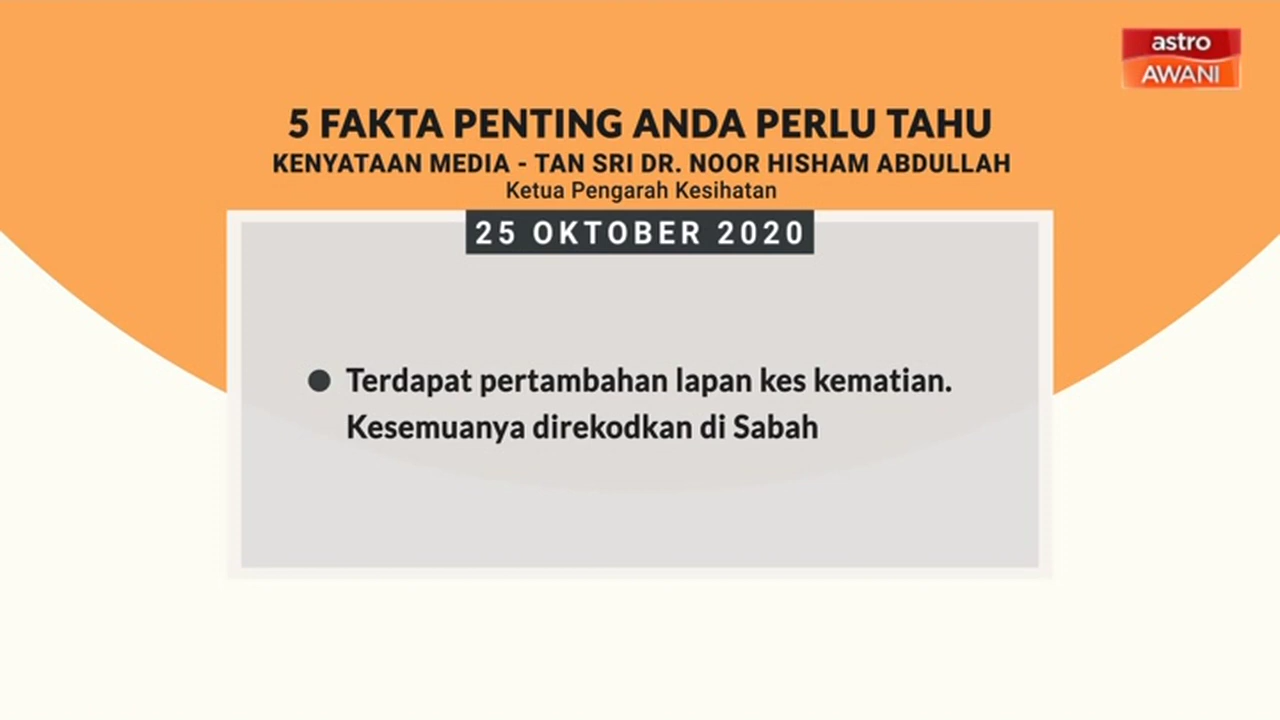 astro
AWANI
5 FAKTA PENTING ANDA PERLU TAHU
KENYATAAN MEDIA - TAN SRI DR. NOOR HISHAM ABDULLAH
Ketua Pengarah Kesihatan
25 OKTOBER 2020
Terdapat pertambahan lapan kes kematian.
Kesemuanya direkodkan di Sabah